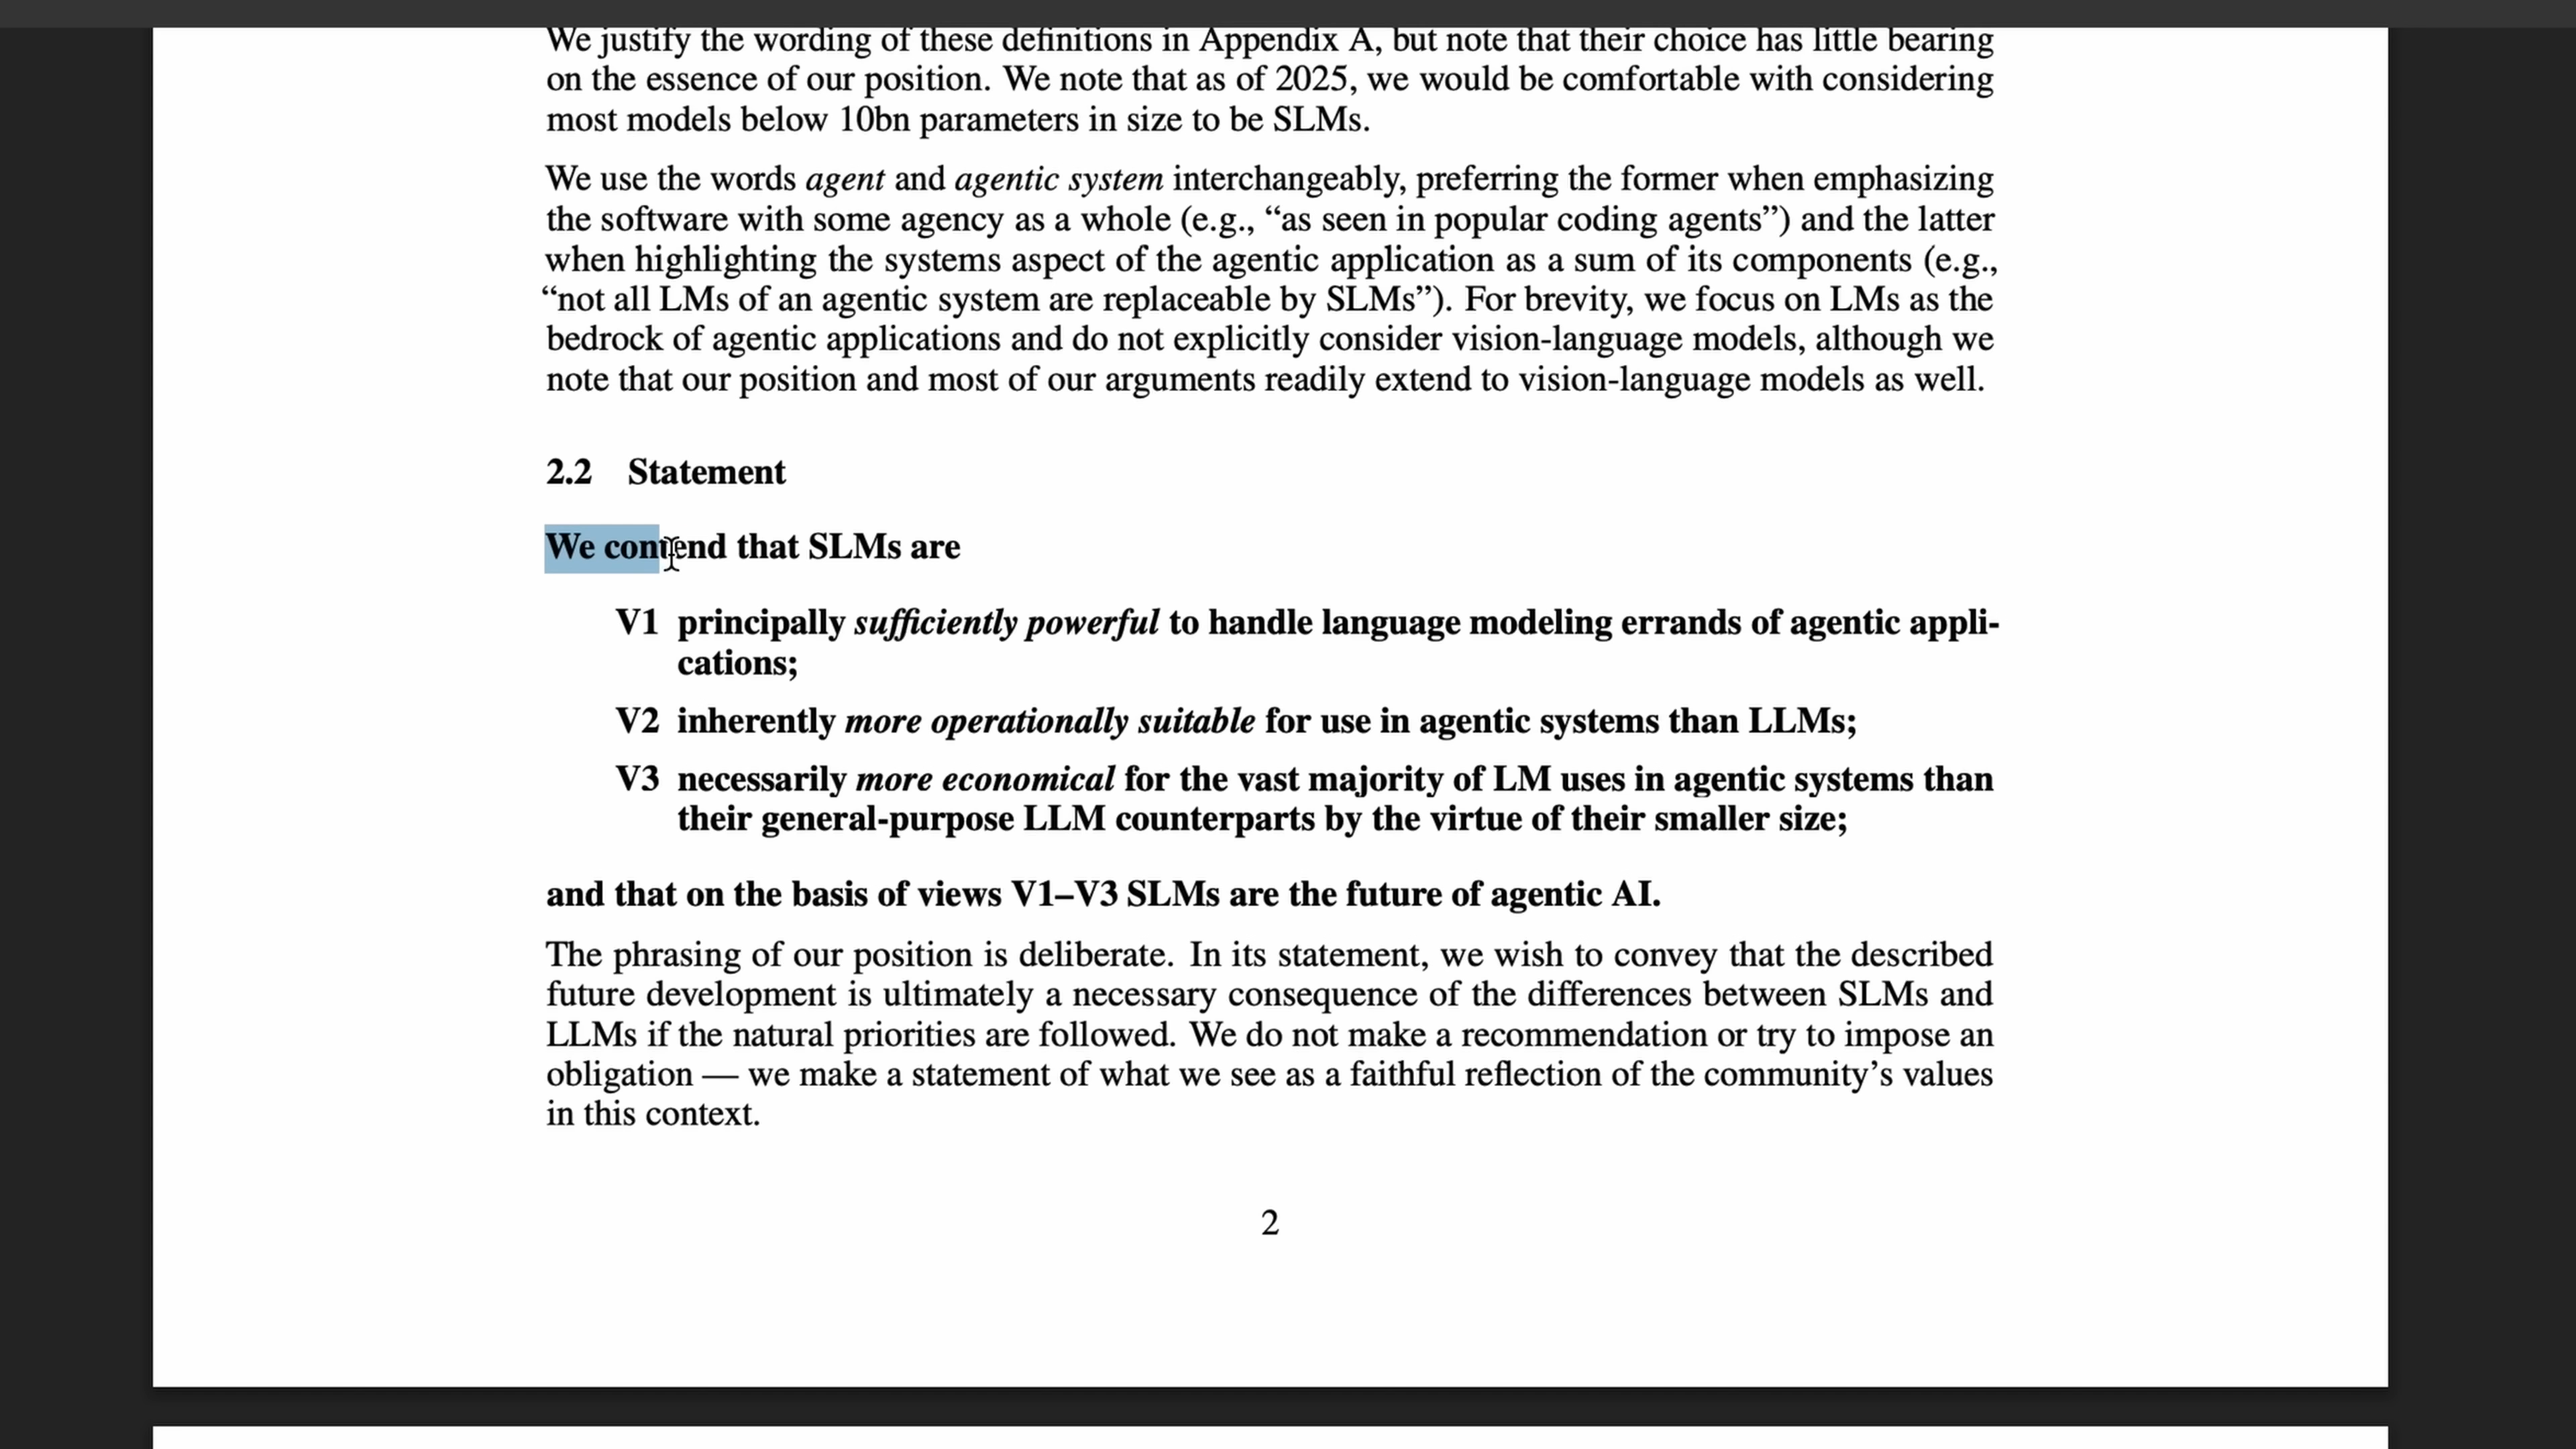 We justify the wording of these definitions in Appendix A, but note that their choice has little bearing
on the essence of our position. We note that as of 2025, we would be comfortable with considering
most models below 10bn parameters in size to be SLMs.
We use the words agent and agentic system interchangeably, preferring the former when emphasizing
the software with some agency as a whole (e.g., “as seen in popular coding agents”) and the latter
when highlighting the systems aspect of the agentic application as a sum of its components (e.g.,
“not all LMs of an agentic system are replaceable by SLMs”). For brevity, we focus on LMs as the
bedrock of agentic applications and do not explicitly consider vision-language models, although we
note that our position and most of our arguments readily extend to vision-language models as well.
2.2 Statement
We contend that SLMs are
V1 principally sufficiently powerful to handle language modeling errands of agentic appli-
cations;
V2 inherently more operationally suitable for use in agentic systems than LLMs;
V3 necessarily more economical for the vast majority of LM uses in agentic systems than
their general-purpose LLM counterparts by the virtue of their smaller size;
and that on the basis of views V1–V3 SLMs are the future of agentic AI.
The phrasing of our position is deliberate. In its statement, we wish to convey that the described
future development is ultimately a necessary consequence of the differences between SLMs and
LLMs if the natural priorities are followed. We do not make a recommendation or try to impose an
obligation — we make a statement of what we see as a faithful reflection of the community’s values
in this context.
2